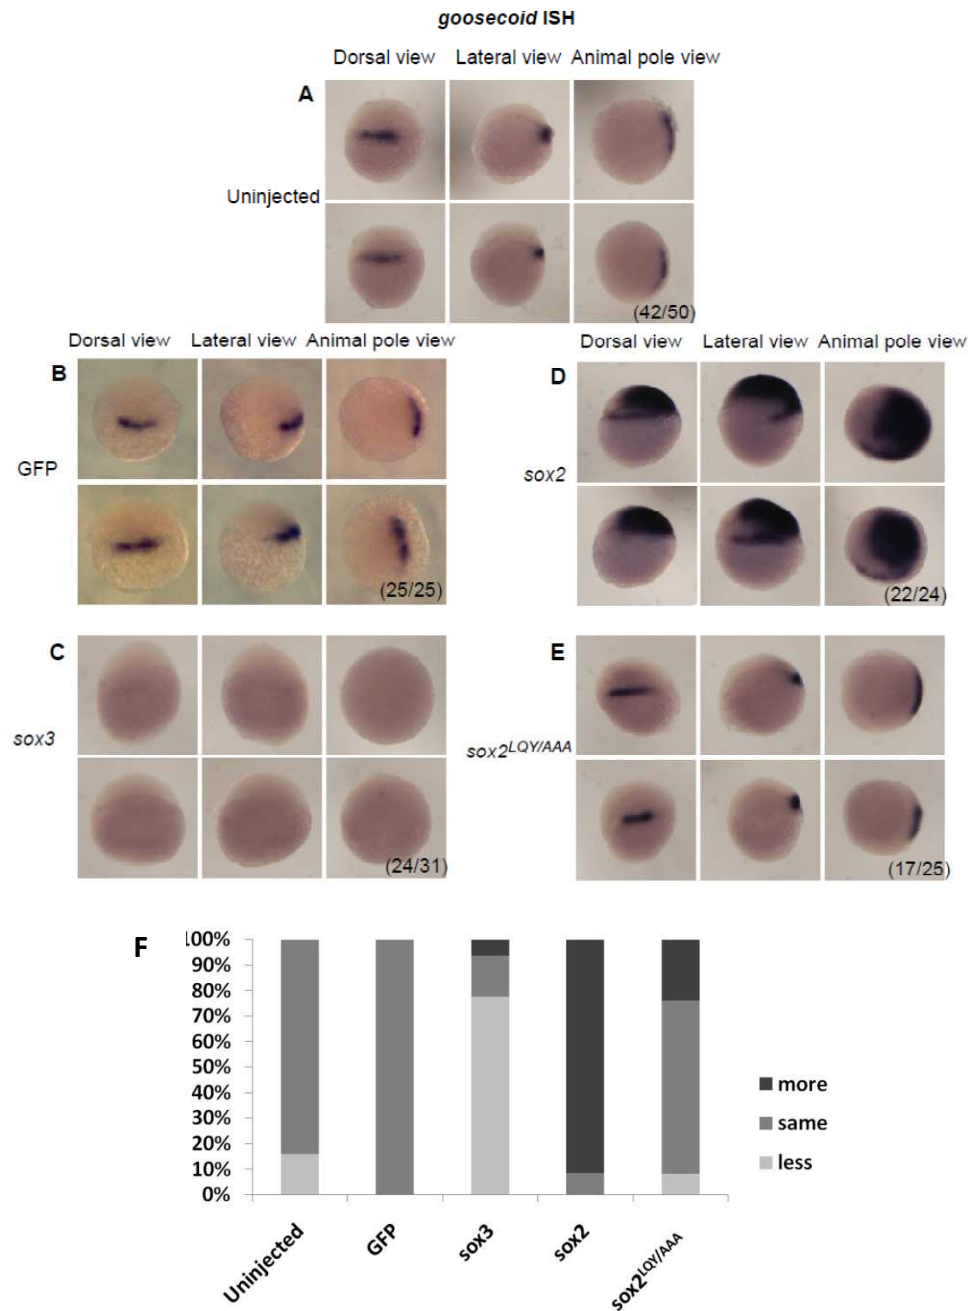 goosecoid ISH
Dorsal view Lateral view Animal pole view
A
Uninjected
(42/50)
Dorsal view Lateral view Animal pole view
B
GFP
(25/25)
C
sox3
(24/31)
Dorsal view Lateral view Animal pole view
D
sox2
(22/24)
E
sox2LQY/AAA
(17/25)
F
100%
90%
80%
70%
60%
50%
40%
30%
20%
10%
0%
Uninjected
GFP
sox3
sox2
sox2LQY/AAA
more
same
less